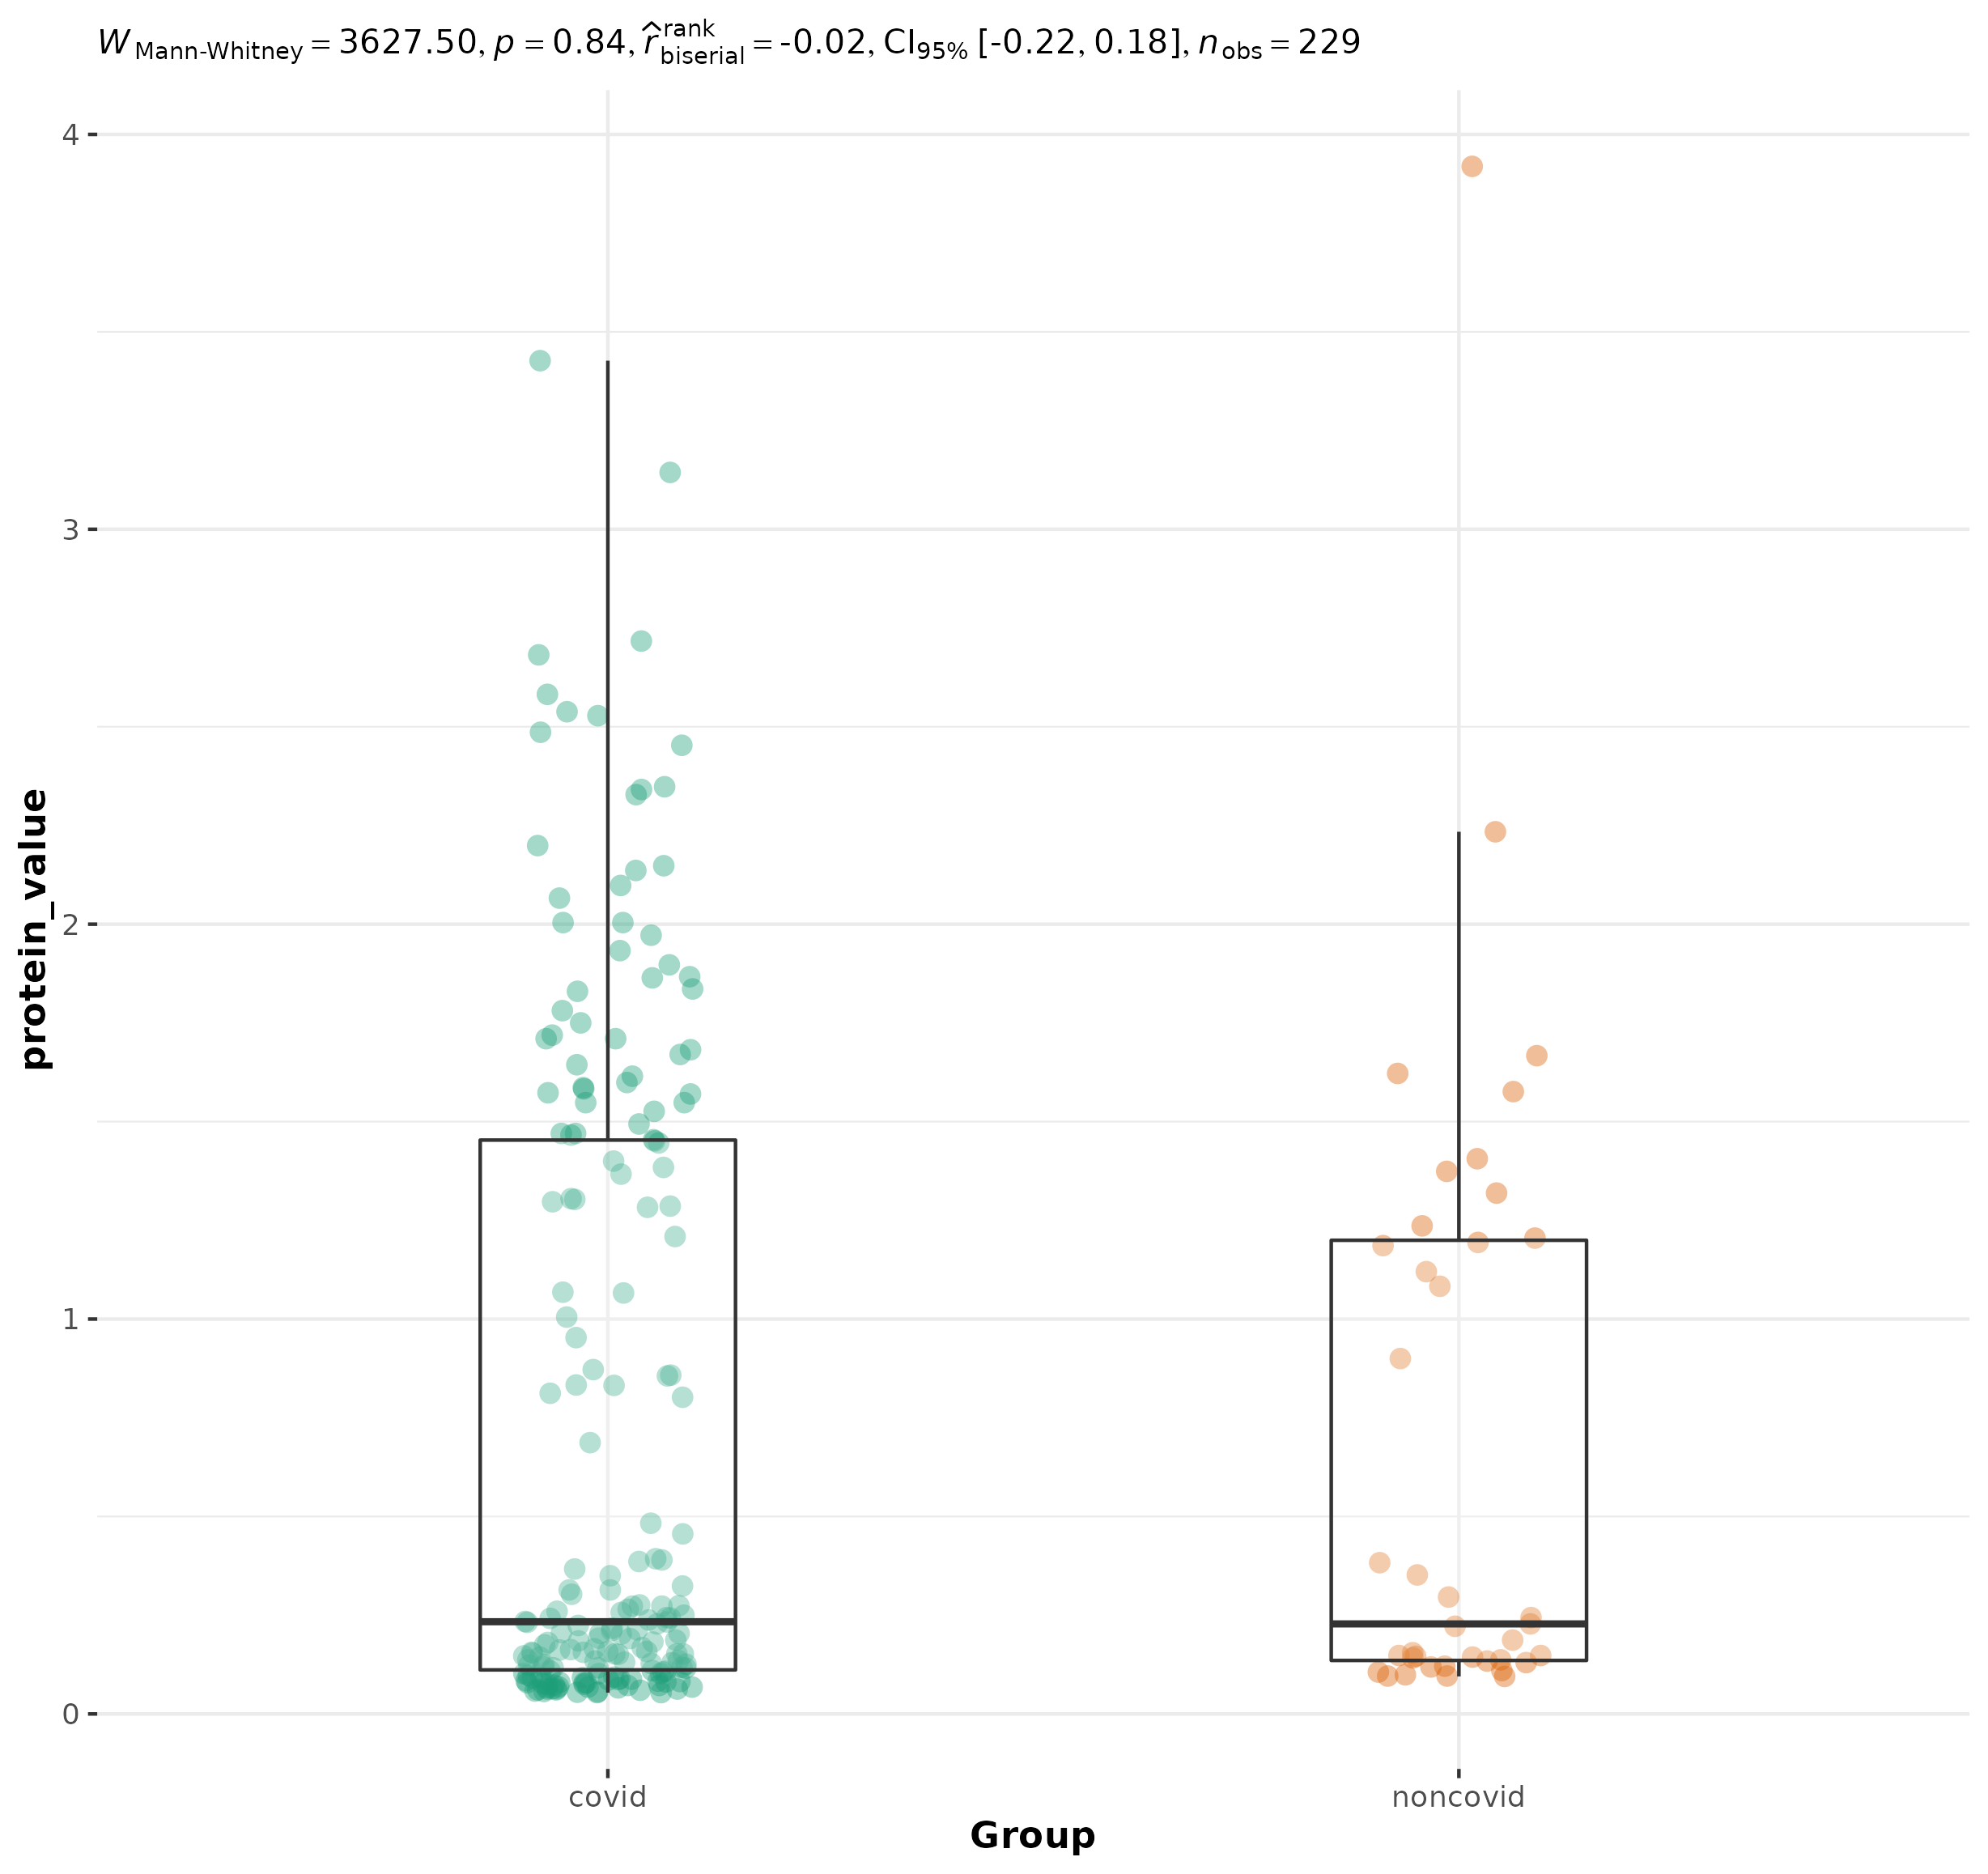 W Mann-Whitney = 3627.50, p = 0.84, r̂ rank biserial = -0.02, CI95% [-0.22, 0.18], nobs = 229
4
3
2
1
0
protein_value
covid noncovid
Group